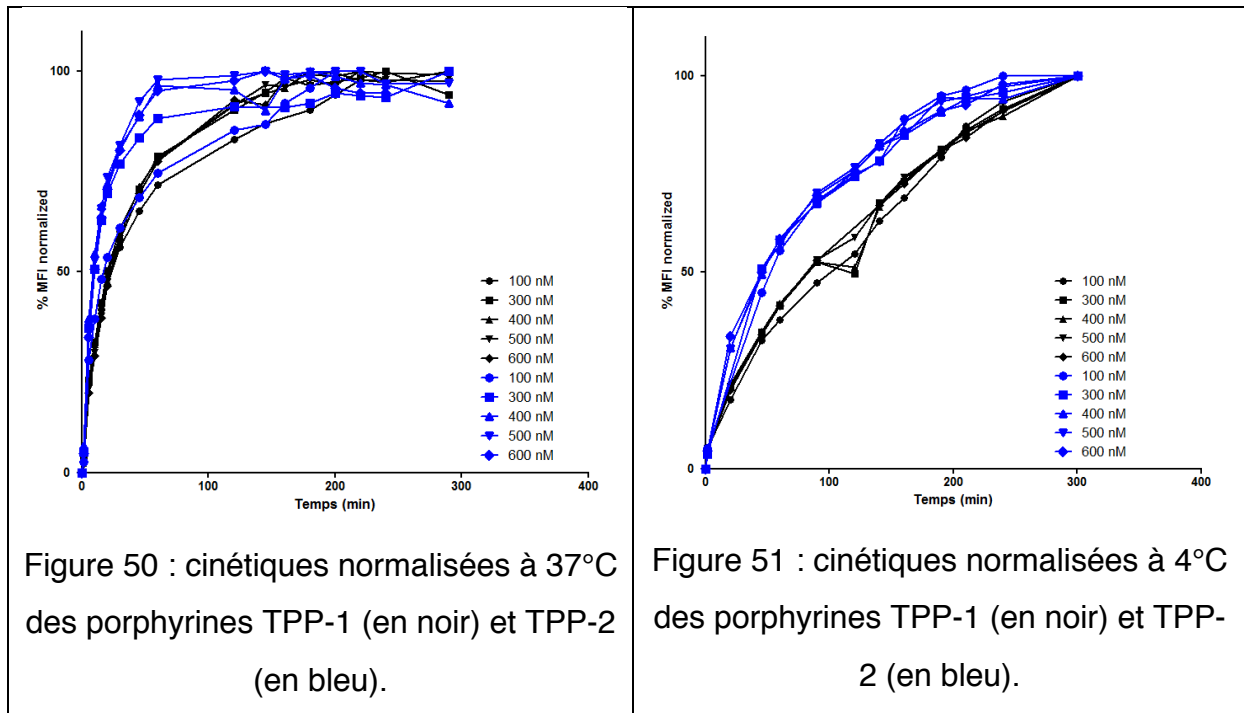 % MFI normalized
100
50
0
0
100
200
300
400
Temps (min)
100 nM
300 nM
400 nM
500 nM
600 nM
100 nM
300 nM
400 nM
500 nM
600 nM
Figure 50 : cinétiques normalisées à 37°C
des porphyrines TPP-1 (en noir) et TPP-2
(en bleu).
% MFI normalized
100
50
0
0
100
200
300
400
Temps (min)
100 nM
300 nM
400 nM
500 nM
600 nM
100 nM
300 nM
400 nM
500 nM
600 nM
Figure 51 : cinétiques normalisées à 4°C
des porphyrines TPP-1 (en noir) et TPP-
2 (en bleu).